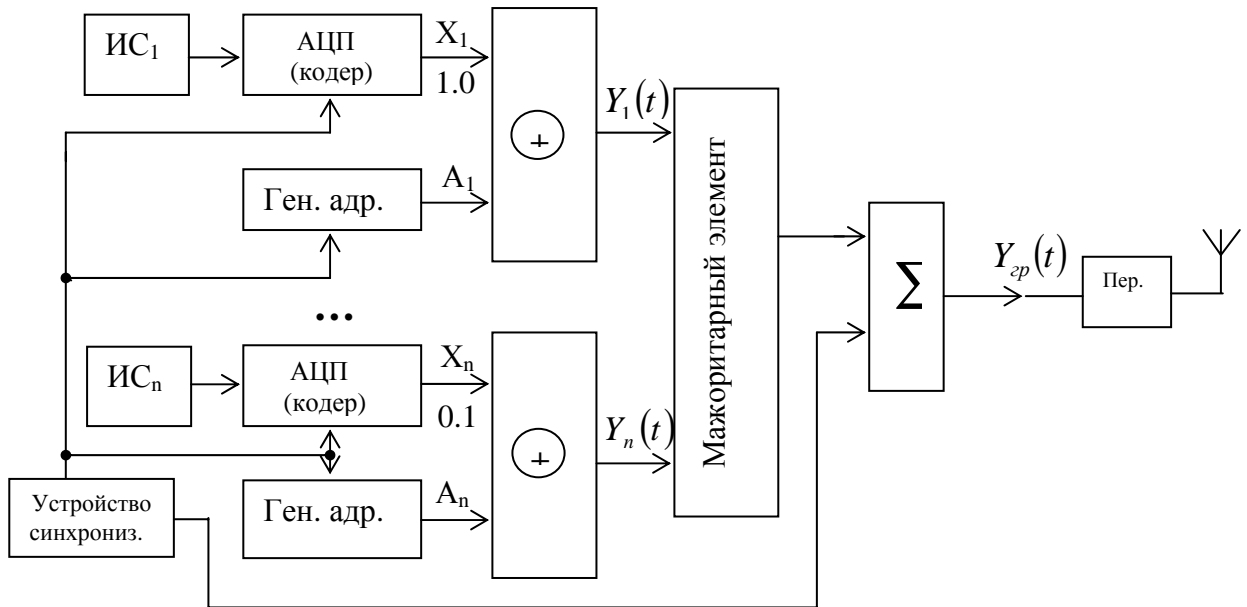 ИС₁
АЦП
(кодер)
X₁
1.0
+
Y₁(t)
Ген. адр.
A₁
Мажоритарный элемент
Σ
Y_гр(t)
Пер.
...
ИСₙ
АЦП
(кодер)
Xₙ
0.1
+
Yₙ(t)
Устройство
синхрониз.
Ген. адр.
Aₙ